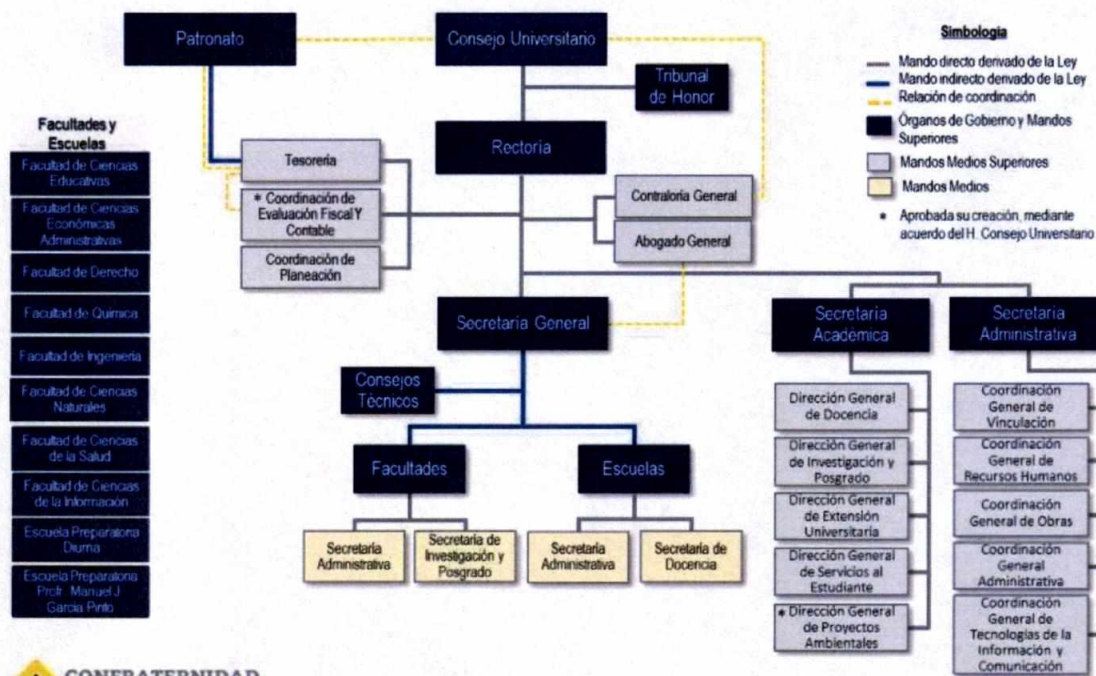 Patronato
Consejo Universitario
Tribunal
de Honor
Rectoría
Simbología
Mando directo derivado de la Ley
Mando indirecto derivado de la Ley
Relación de coordinación
Órganos de Gobierno y Mandos
Superiores
Mandos Medios Superiores
Mandos Medios
* Aprobada su creación, mediante
acuerdo del H. Consejo Universitario
Facultades y
Escuelas
Facultad de Ciencias
Educativas
Facultad de Ciencias
Económicas
Administrativas
Facultad de Derecho
Facultad de Química
Facultad de Ingeniería
Facultad de Ciencias
Naturales
Facultad de Ciencias
de la Salud
Facultad de Ciencias
de la Información
Escuela Preparatoria
Diurna
Escuela Preparatoria
Profr. Manuel J.
García Pinto
Tesorería
* Coordinación de
Evaluación Fiscal Y
Contable
Coordinación de
Planeación
Contraloría General
Abogado General
Secretaría General
Consejos
Técnicos
Facultades
Escuelas
Secretaría
Administrativa
Secretaría de
Investigación y
Posgrado
Secretaría
Administrativa
Secretaría de
Docencia
Secretaría
Académica
Dirección General
de Docencia
Dirección General
de Investigación y
Posgrado
Dirección General
de Extensión
Universitaria
Dirección General
de Servicios al
Estudiante
* Dirección General
de Proyectos
Ambientales
Secretaría
Administrativa
Coordinación
General de
Vinculación
Coordinación
General de
Recursos Humanos
Coordinación
General de Obras
Coordinación
General
Administrativa
Coordinación
General de
Tecnologías de la
Información y
Comunicación
CONFRATERNIDAD